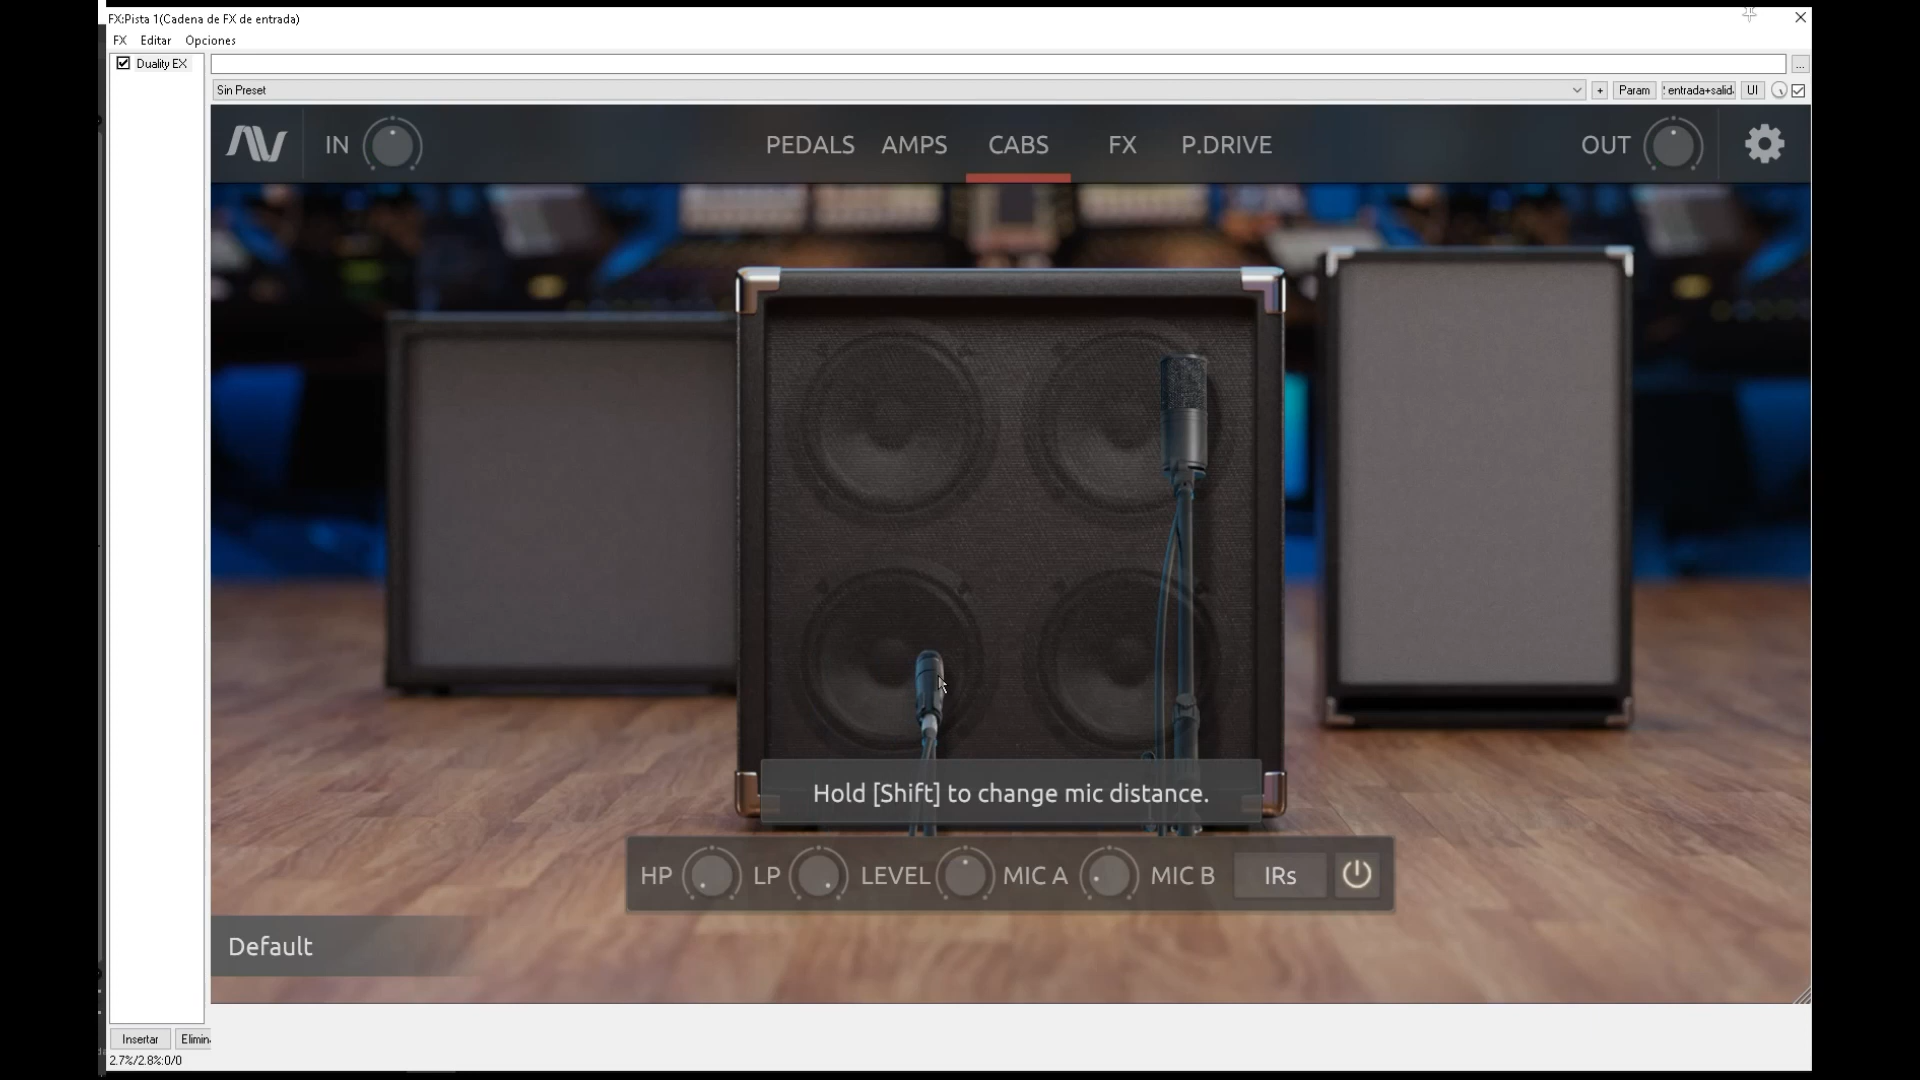 FX:Pista 1(Cadena de FX de entrada)
FX Editar Opciones
Duality EX
...
Sin Preset
+
Param
entrada+salid
UI
IN
PEDALS
AMPS
CABS
FX
P.DRIVE
OUT
Hold [Shift] to change mic distance.
HP
LP
LEVEL
MIC A
MIC B
IRs
Default
Insertar
Elimin
2.7%/2.8%:0/0